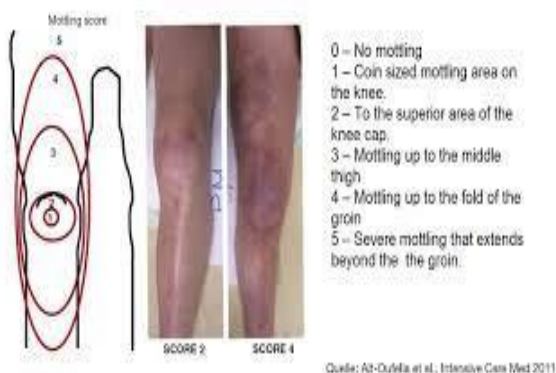 Mottling score
5
4
3
2
1
SCORE 2
SCORE 4
0 – No mottling
1 – Coin sized mottling area on
the knee.
2 – To the superior area of the
knee cap.
3 – Mottling up to the middle
thigh
4 – Mottling up to the fold of the
groin
5 – Severe mottling that extends
beyond the the groin.
Quelle: Ait-Oufella et al., Intensive Care Med 2011